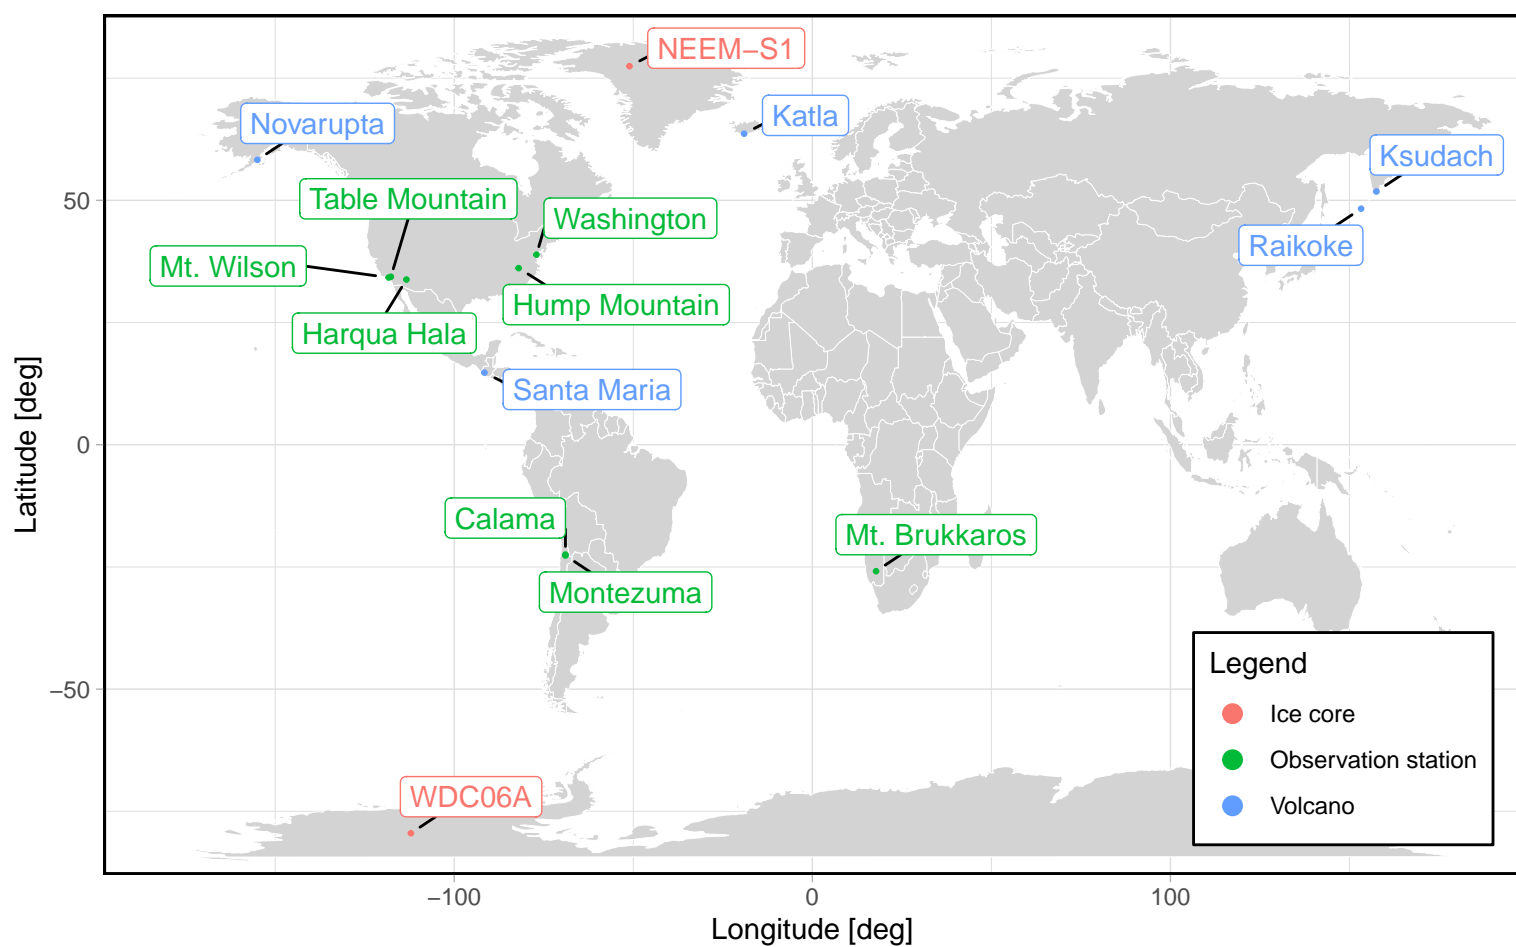 NEEM−S1
Katla
Novarupta
Ksudach
Table Mountain
Washington
Raikoke
Mt. Wilson
Hump Mountain
Harqua Hala
Santa Maria
Calama
Mt. Brukkaros
Montezuma
WDC06A
Legend
Ice core
Observation station
Volcano
50
0
−50
Latitude [deg]
−100
0
100
Longitude [deg]